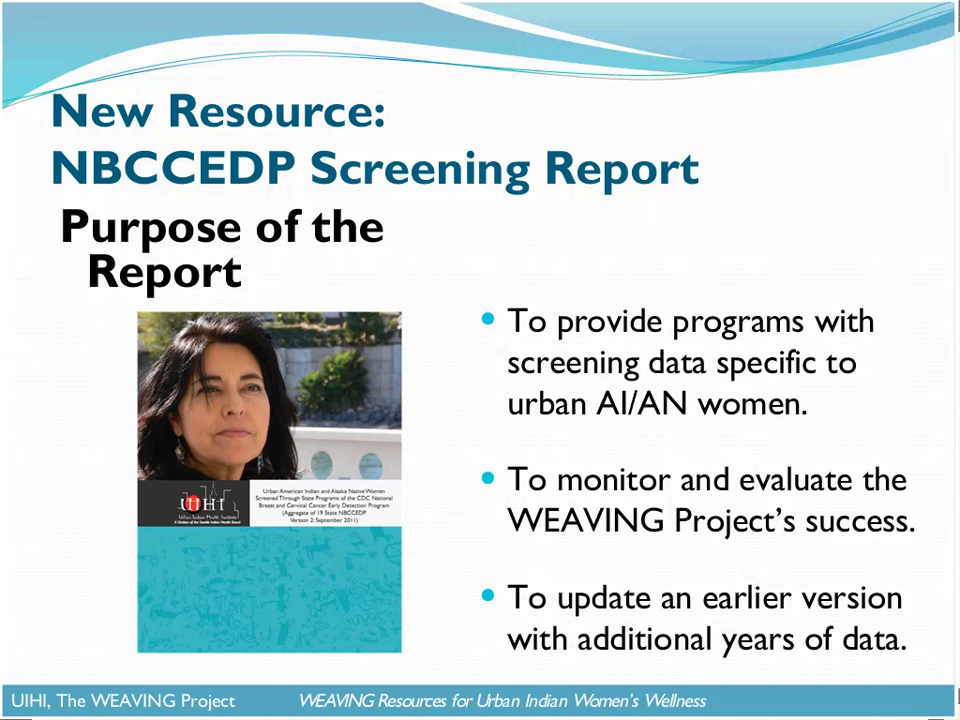 New Resource:
NBCCEDP Screening Report
Purpose of the
Report
• To provide programs with
screening data specific to
urban AI/AN women.
• To monitor and evaluate the
WEAVING Project’s success.
• To update an earlier version
with additional years of data.
UIHI
Urban Indian Health Institute
A Division of the Seattle Indian Health Board
Urban American Indian and Alaska Native Women
Screened Through State Programs of the CDC National
Breast and Cervical Cancer Early Detection Program
(Aggregate of 19 State NBCCEDP
Version 2, September 2011)
UIHI, The WEAVING Project
WEAVING Resources for Urban Indian Women’s Wellness